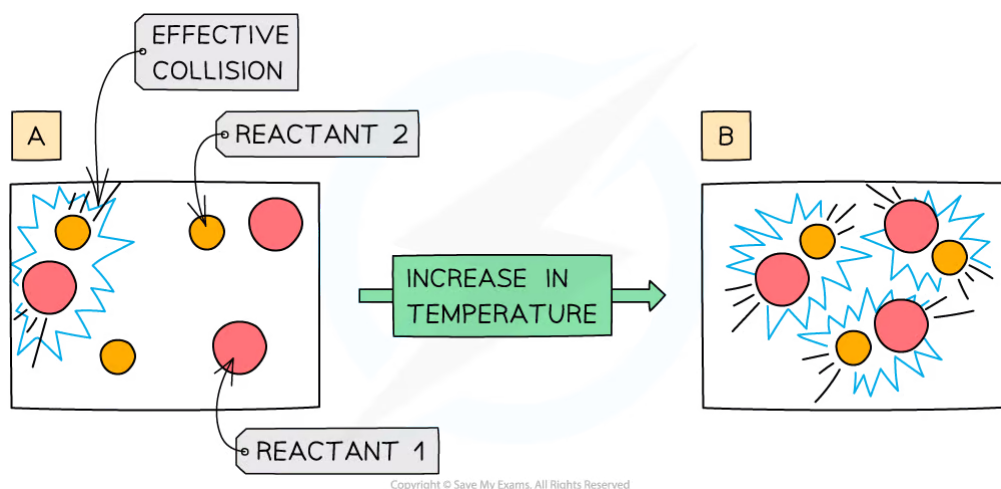 EFFECTIVE
COLLISION
A
REACTANT 2
B
INCREASE IN
TEMPERATURE
REACTANT 1
Copyright © Save My Exams. All Rights Reserved